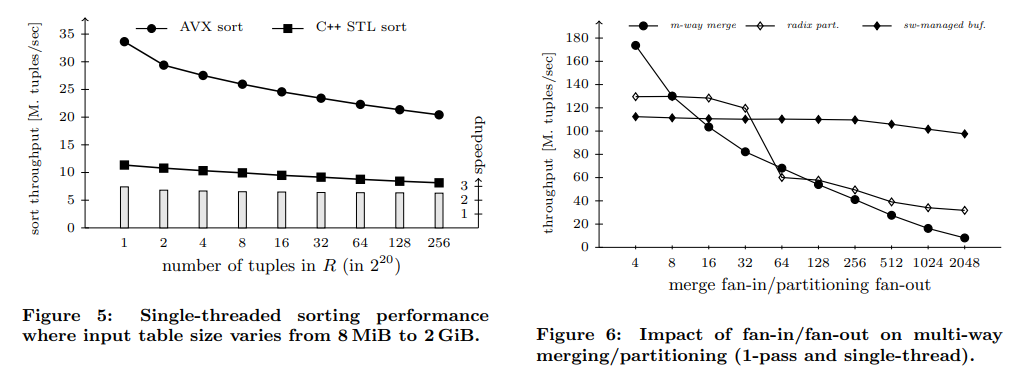 AVX sort
C++ STL sort
sort throughput [M. tuples/sec]
35
30
25
20
15
10
5
0
speedup
3
2
1
1 2 4 8 16 32 64 128 256
number of tuples in R (in 2^20)
Figure 5: Single-threaded sorting performance
where input table size varies from 8 MiB to 2 GiB.
m-way merge
radix part.
sw-managed buf.
throughput [M. tuples/sec]
180
160
140
120
100
80
60
40
20
0
4 8 16 32 64 128 256 512 1024 2048
merge fan-in/partitioning fan-out
Figure 6: Impact of fan-in/fan-out on multi-way
merging/partitioning (1-pass and single-thread).